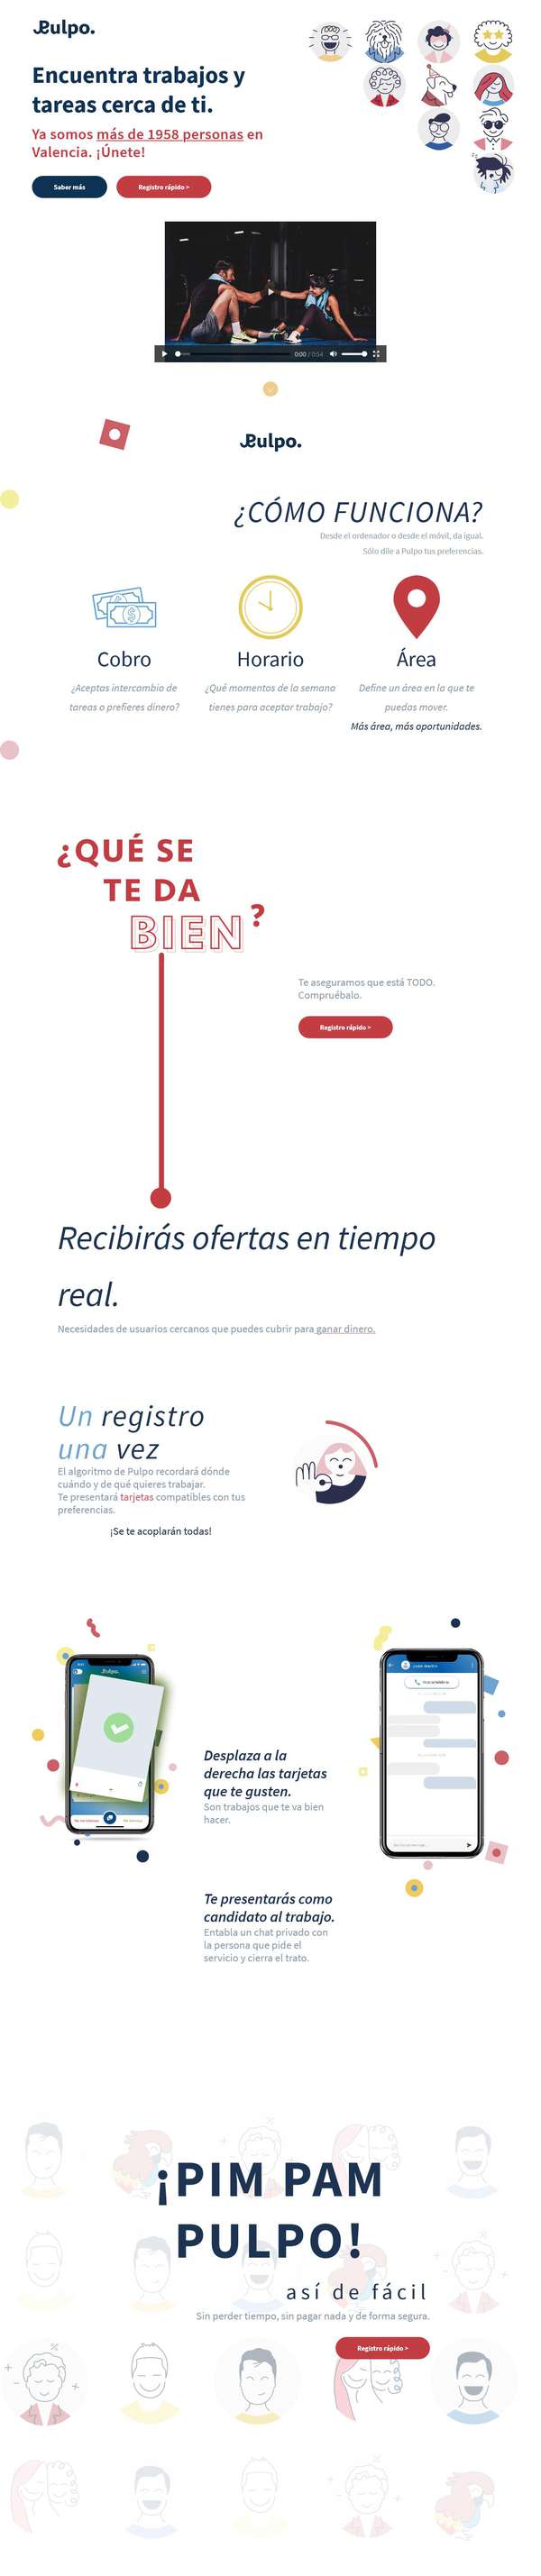 Pulpo.
Encuentra trabajos y
tareas cerca de ti.
Ya somos más de 1958 personas en
Valencia. ¡Únete!
Saber más
Registro rápido >
0:00 / 0:54
Pulpo.
¿CÓMO FUNCIONA?
Desde el ordenador o desde el móvil, da igual.
Sólo dile a Pulpo tus preferencias.
Cobro
Horario
Área
¿Aceptas intercambio de
tareas o prefieres dinero?
¿Qué momentos de la semana
tienes para aceptar trabajo?
Define un área en la que te
puedas mover.
Más área, más oportunidades.
¿QUÉ SE
TE DA
BIEN?
Te aseguramos que está TODO.
Compruébalo.
Registro rápido >
Recibirás ofertas en tiempo
real.
Necesidades de usuarios cercanos que puedes cubrir para ganar dinero.
Un registro
una vez
El algoritmo de Pulpo recordará dónde
cuándo y de qué quieres trabajar.
Te presentará tarjetas compatibles con tus
preferencias.
¡Se te acoplarán todas!
Pulpo.
Desplaza a la
derecha las tarjetas
que te gusten.
Son trabajos que te va bien
hacer.
Te presentarás como
candidato al trabajo.
Entabla un chat privado con
la persona que pide el
servicio y cierra el trato.
¡PIM PAM
PULPO!
así de fácil
Sin perder tiempo, sin pagar nada y de forma segura.
Registro rápido >